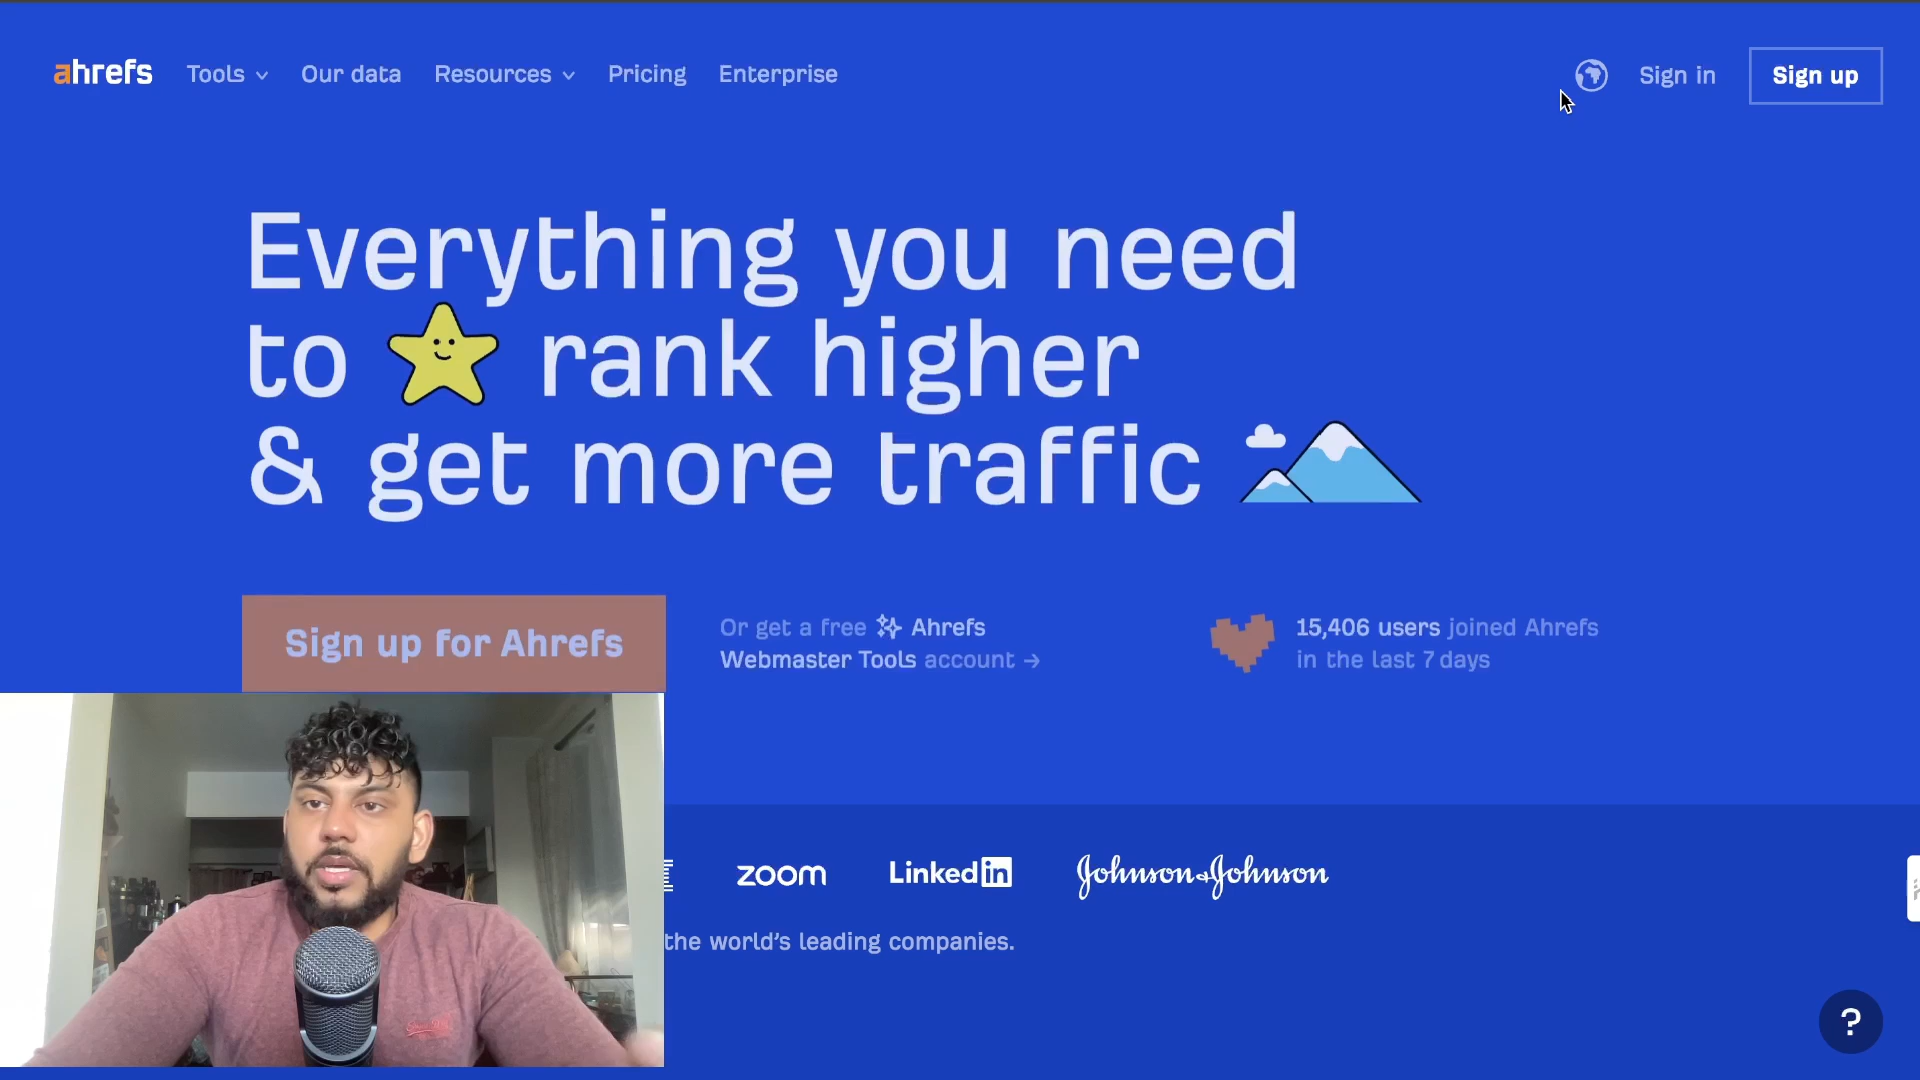 ahrefs Tools Our data Resources Pricing Enterprise Sign in Sign up
Everything you need
to rank higher
& get more traffic
Sign up for Ahrefs
Or get a free Ahrefs
Webmaster Tools account →
15,406 users joined Ahrefs
in the last 7 days
zoom LinkedIn Johnson & Johnson
the world's leading companies.
?